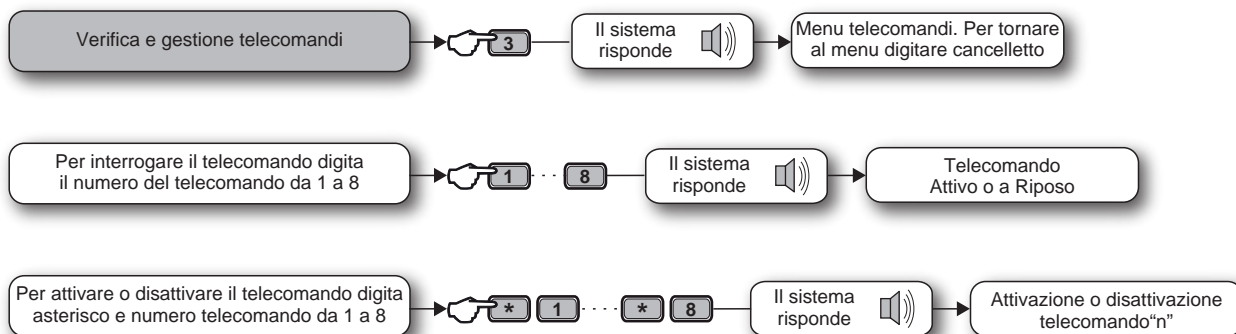 Verifica e gestione telecomandi
3
Il sistema
risponde
Menu telecomandi. Per tornare
al menu digitare cancelletto
Per interrogare il telecomando digita
il numero del telecomando da 1 a 8
1 · · · 8
Il sistema
risponde
Telecomando
Attivo o a Riposo
Per attivare o disattivare il telecomando digita
asterisco e numero telecomando da 1 a 8
* 1 · · · · * 8
Il sistema
risponde
Attivazione o disattivazione
telecomando“n”